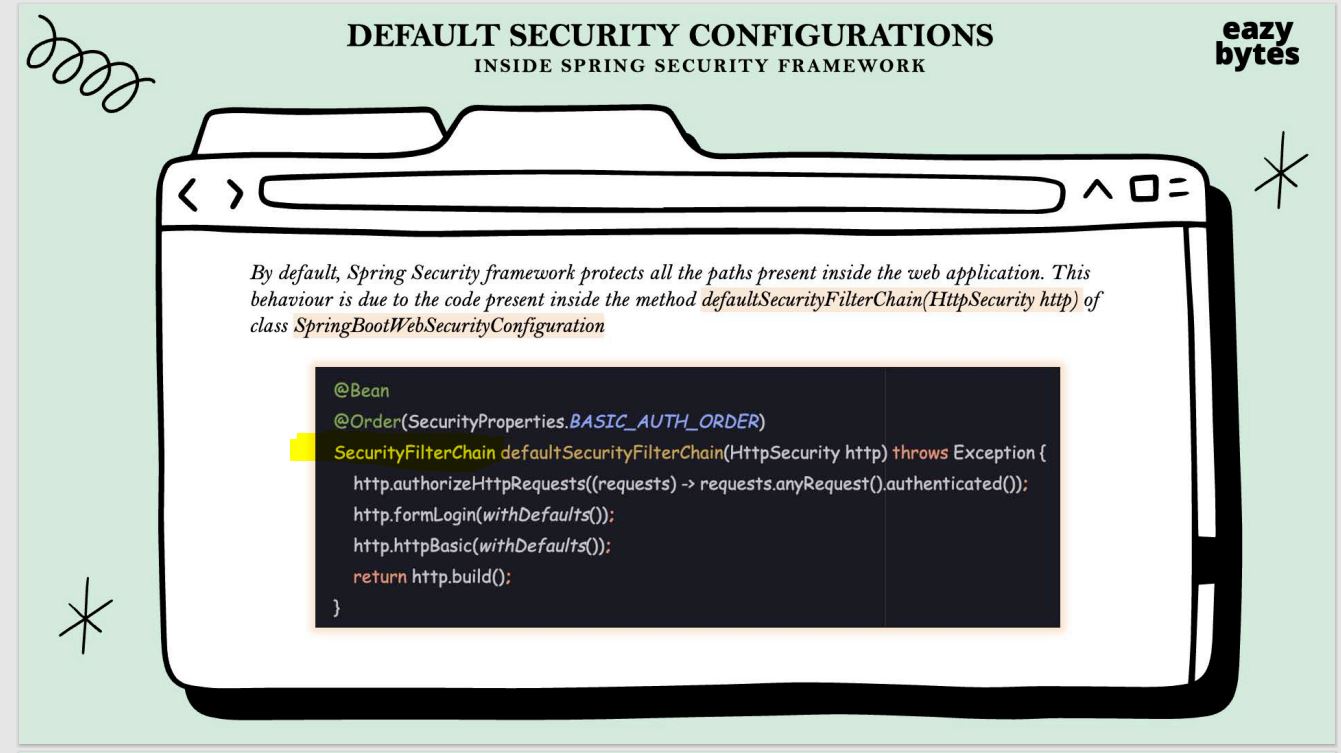 DEFAULT SECURITY CONFIGURATIONS
INSIDE SPRING SECURITY FRAMEWORK
eazy
bytes
By default, Spring Security framework protects all the paths present inside the web application. This
behaviour is due to the code present inside the method defaultSecurityFilterChain(HttpSecurity http) of
class SpringBootWebSecurityConfiguration
@Bean
@Order(SecurityProperties.BASIC_AUTH_ORDER)
SecurityFilterChain defaultSecurityFilterChain(HttpSecurity http) throws Exception {
http.authorizeHttpRequests((requests) -> requests.anyRequest().authenticated());
http.formLogin(withDefaults());
http.httpBasic(withDefaults());
return http.build();
}